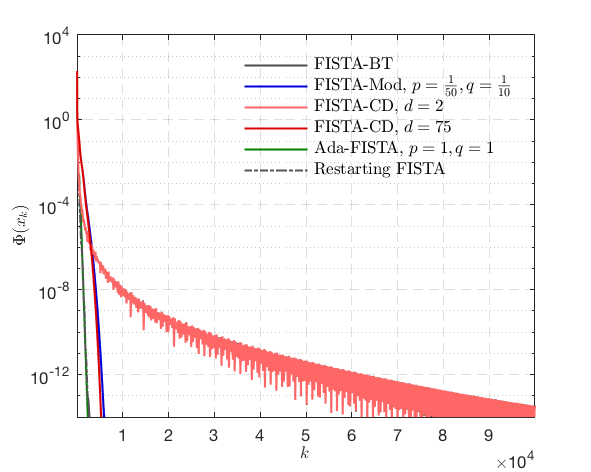 FISTA-BT
FISTA-Mod, p = 1/50, q = 1/10
FISTA-CD, d = 2
FISTA-CD, d = 75
Ada-FISTA, p = 1, q = 1
Restarting FISTA
10^4
10^0
10^-4
10^-8
10^-12
Φ(x_k)
1 2 3 4 5 6 7 8 9
k
×10^4